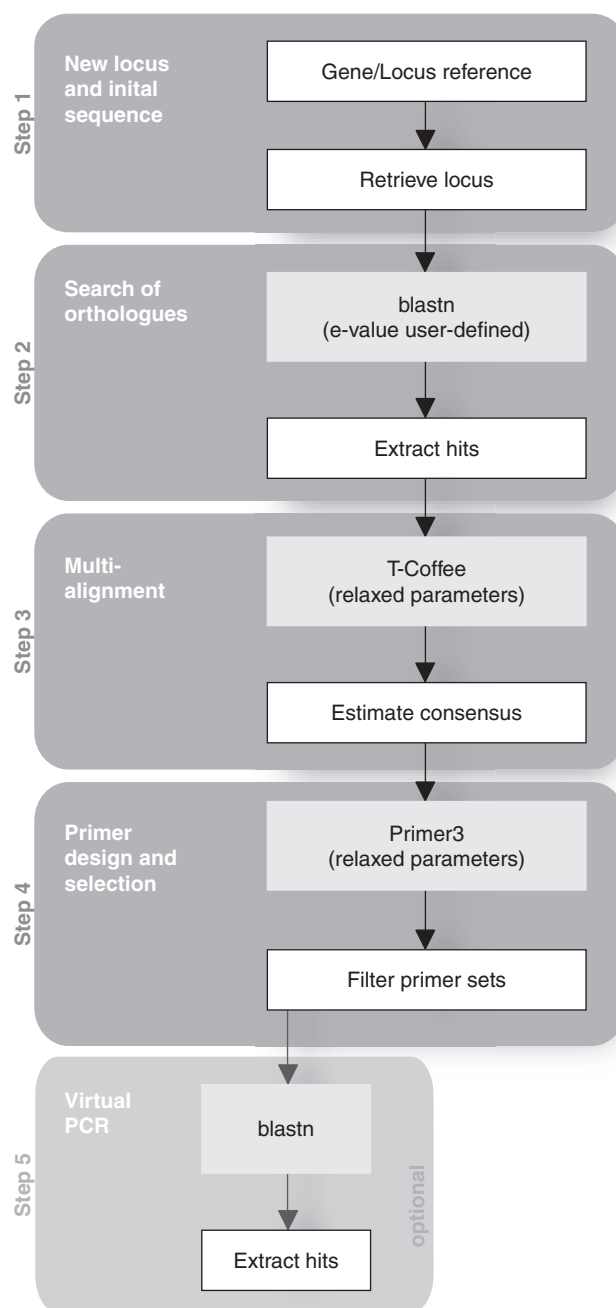 Step 1
New locus
and inital
sequence
Gene/Locus reference
Retrieve locus
Step 2
Search of
orthologues
blastn
(e-value user-defined)
Extract hits
Step 3
Multi-
alignment
T-Coffee
(relaxed parameters)
Estimate consensus
Step 4
Primer
design and
selection
Primer3
(relaxed parameters)
Filter primer sets
Step 5
Virtual
PCR
blastn
Extract hits
optional